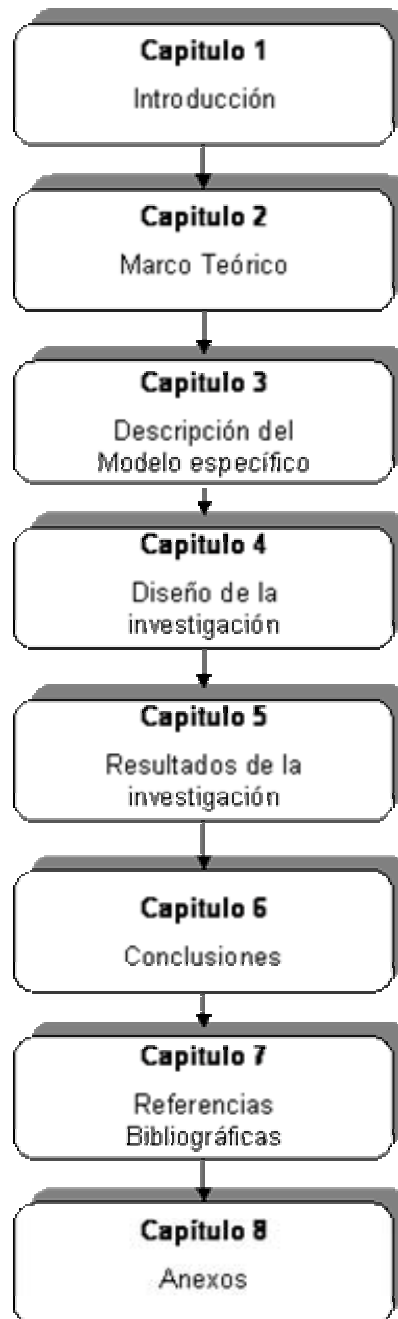 Capitulo 1
Introducción
Capitulo 2
Marco Teórico
Capitulo 3
Descripción del
Modelo específico
Capitulo 4
Diseño de la
investigación
Capitulo 5
Resultados de la
investigación
Capitulo 6
Conclusiones
Capitulo 7
Referencias
Bibliográficas
Capítulo 8
Anexos